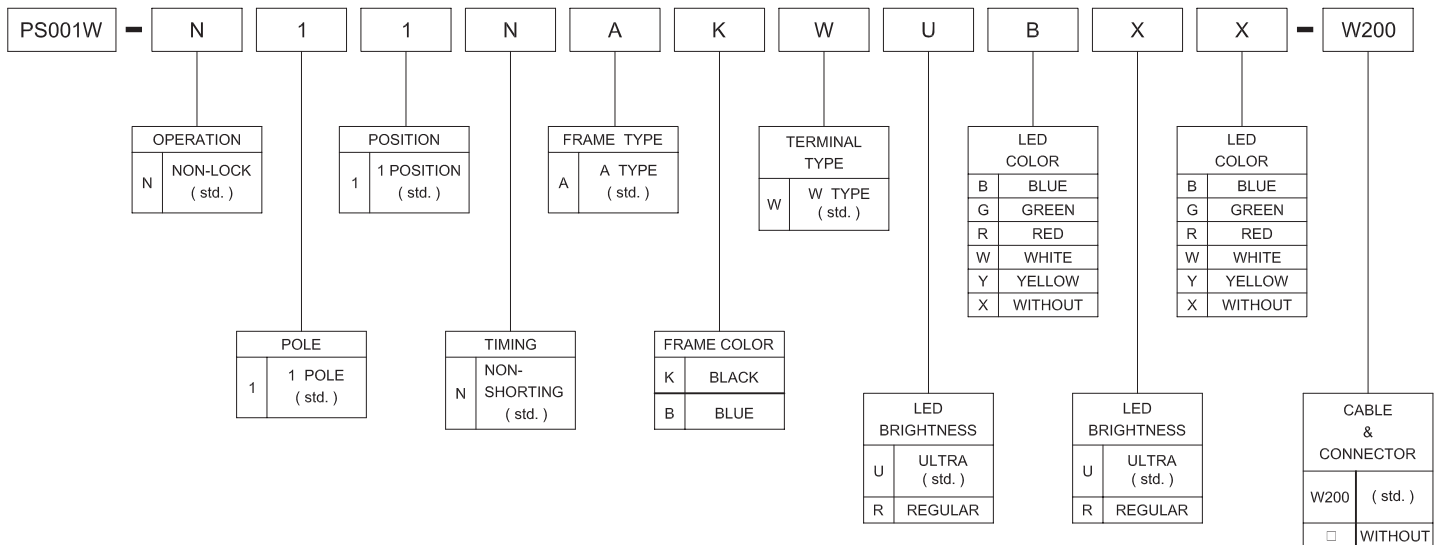 PS001W - N 1 1 N A K W U B X X - W200
OPERATION
N NON-LOCK
( std. )
POSITION
1 1 POSITION
( std. )
FRAME TYPE
A A TYPE
( std. )
TERMINAL
TYPE
W W TYPE
( std. )
LED
COLOR
B BLUE
G GREEN
R RED
W WHITE
Y YELLOW
X WITHOUT
LED
COLOR
B BLUE
G GREEN
R RED
W WHITE
Y YELLOW
X WITHOUT
POLE
1 1 POLE
( std. )
TIMING
N NON-
SHORTING
( std. )
FRAME COLOR
K BLACK
B BLUE
LED
BRIGHTNESS
U ULTRA
( std. )
R REGULAR
LED
BRIGHTNESS
U ULTRA
( std. )
R REGULAR
CABLE
&
CONNECTOR
W200 ( std. )
□ WITHOUT